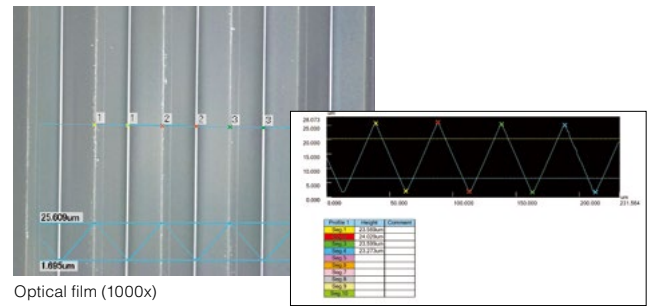 1 1 2 2 3 3
25.609um
1.695um
Optical film (1000x)
um
28.073
25.000
20.000
15.000
10.000
5.000
0.000
0.000 50.000 100.000 150.000 200.000 231.564
um
Profile 1 Height Comment
Seg.1 23.569um
Seg.2 24.029um
Seg.3
Seg.4 23.273um
Seg.5
Seg.6
Seg.7
Seg.8
Seg.9
Seg.10